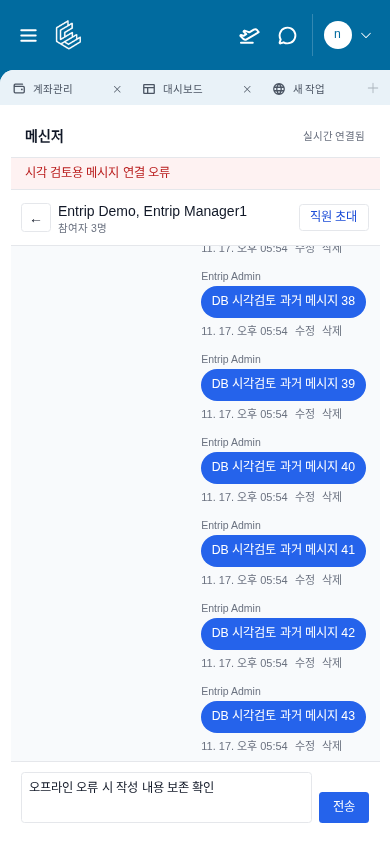 n
계좌관리 × 대시보드 × 새 작업 +
메신저 실시간 연결됨
시각 검토용 메시지 연결 오류
← Entrip Demo, Entrip Manager1 직원 초대
참여자 3명
11. 17. 오후 05:54 수정 삭제
Entrip Admin
DB 시각검토 과거 메시지 38
11. 17. 오후 05:54 수정 삭제
Entrip Admin
DB 시각검토 과거 메시지 39
11. 17. 오후 05:54 수정 삭제
Entrip Admin
DB 시각검토 과거 메시지 40
11. 17. 오후 05:54 수정 삭제
Entrip Admin
DB 시각검토 과거 메시지 41
11. 17. 오후 05:54 수정 삭제
Entrip Admin
DB 시각검토 과거 메시지 42
11. 17. 오후 05:54 수정 삭제
Entrip Admin
DB 시각검토 과거 메시지 43
11. 17. 오후 05:54 수정 삭제
오프라인 오류 시 작성 내용 보존 확인
전송